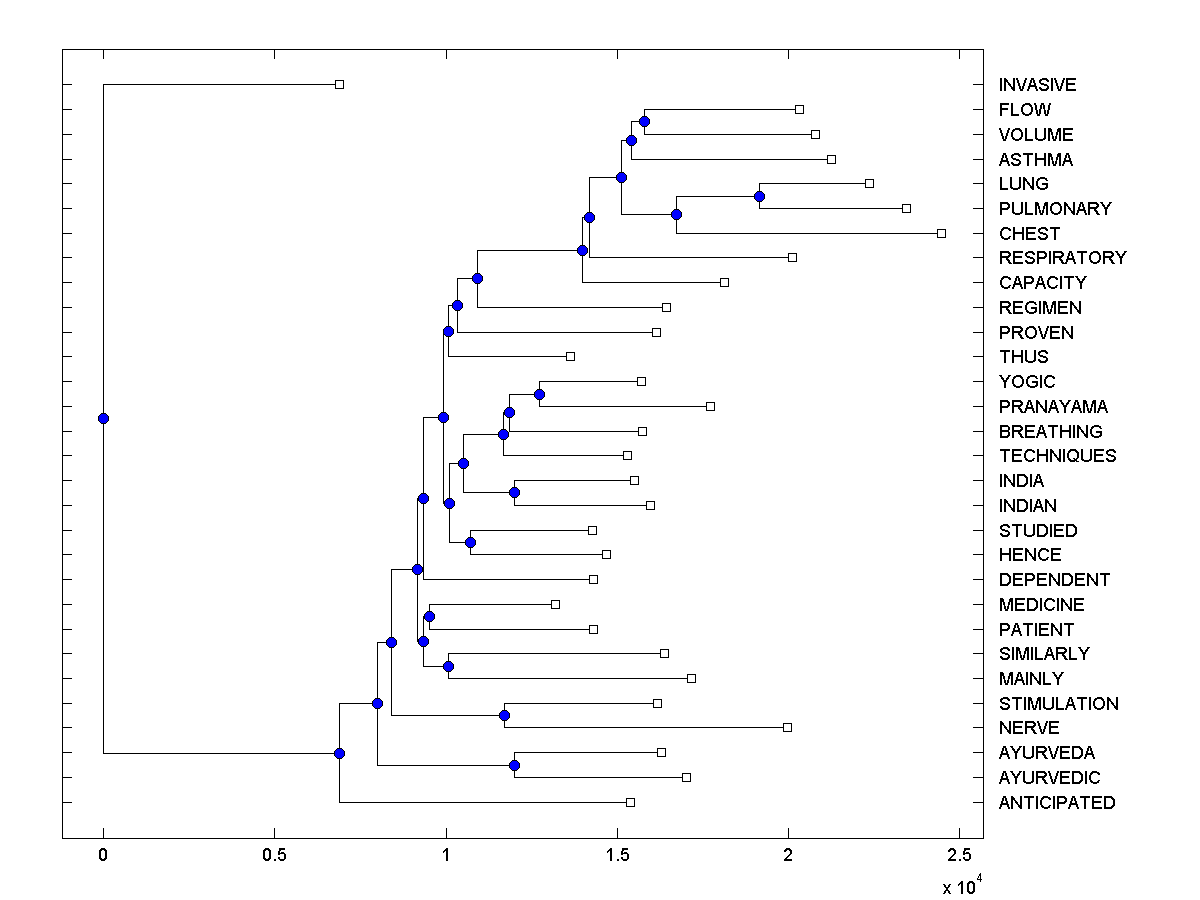 INVASIVE
FLOW
VOLUME
ASTHMA
LUNG
PULMONARY
CHEST
RESPIRATORY
CAPACITY
REGIMEN
PROVEN
THUS
YOGIC
PRANAYAMA
BREATHING
TECHNIQUES
INDIA
INDIAN
STUDIED
HENCE
DEPENDENT
MEDICINE
PATIENT
SIMILARLY
MAINLY
STIMULATION
NERVE
AYURVEDA
AYURVEDIC
ANTICIPATED
0 0.5 1 1.5 2 2.5
x 10^4